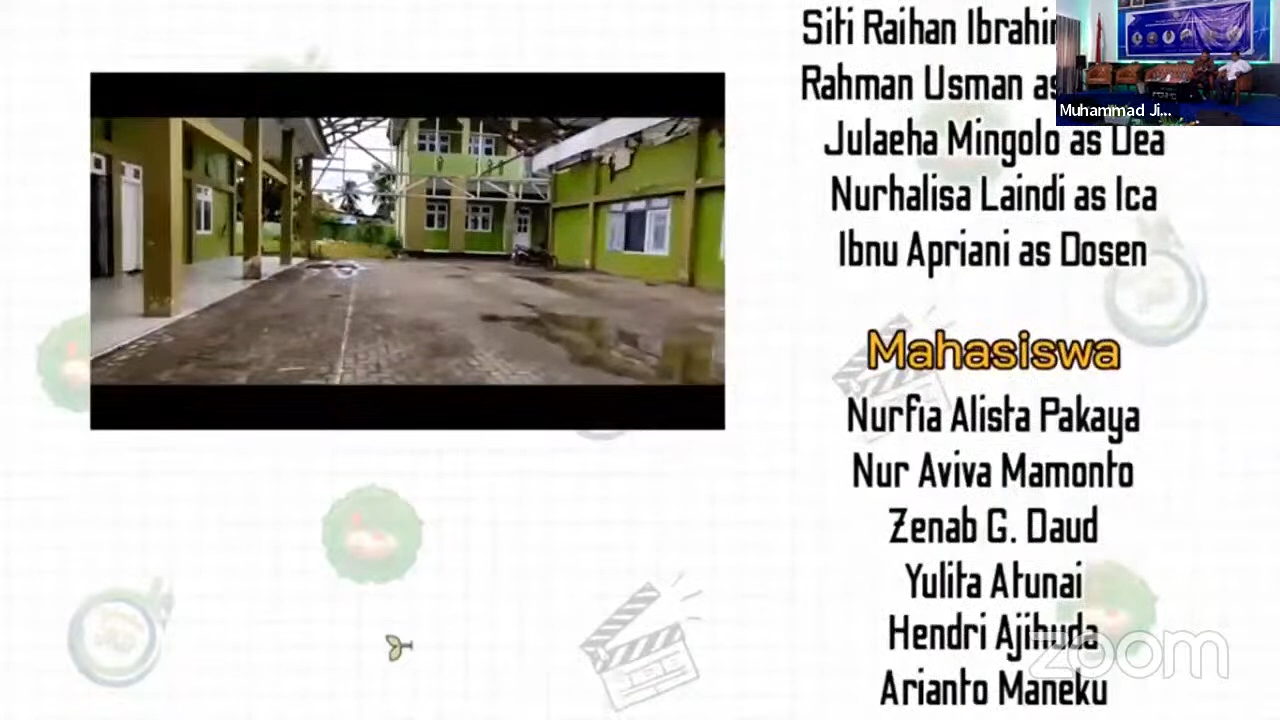 Siti Raihan Ibrahim
Rahman Usman as
Julaeha Mingolo as Dea
Nurhalisa Laindi as Ica
Ibnu Apriani as Dosen
Mahasiswa
Nurfia Alista Pakaya
Nur Aviva Mamonto
Zenab G. Daud
Yulita Atunai
Hendri Ajihuda
Arianto Maneku
Muhammad Ji...
zoom